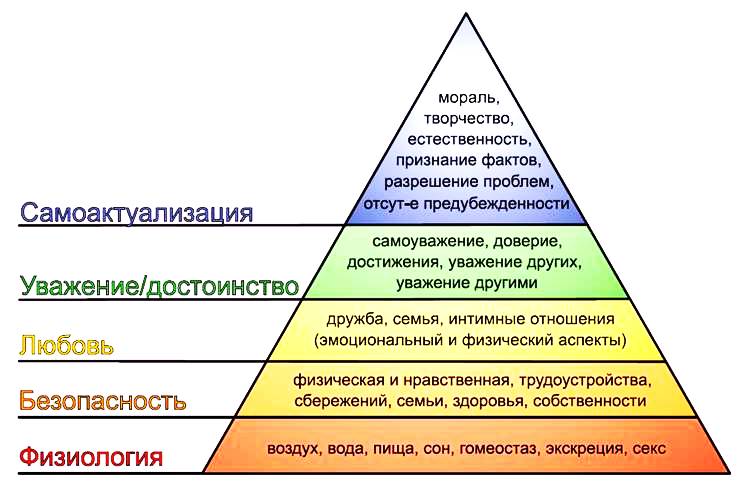 мораль,
творчество,
естественность,
признание фактов,
разрешение проблем,
отсут-е предубежденности
Самоактуализация
самоуважение, доверие,
достижения, уважение других,
уважение другими
Уважение/достоинство
дружба, семья, интимные отношения
(эмоциональный и физический аспекты)
Любовь
физическая и нравственная, трудоустройства,
сбережений, семьи, здоровья, собственности
Безопасность
воздух, вода, пища, сон, гомеостаз, экскреция, секс
Физиология